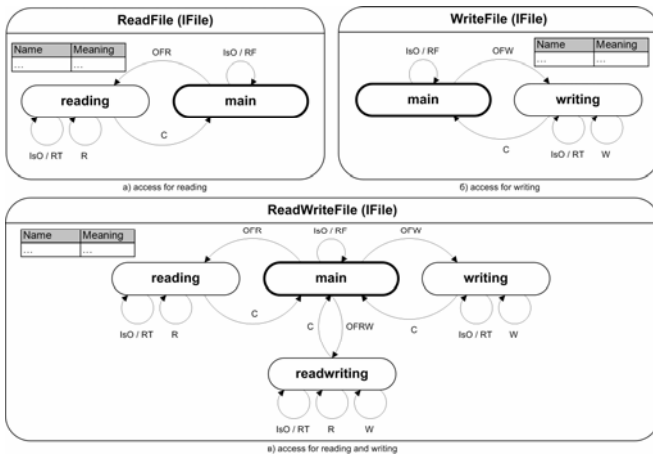 ReadFile (IFile)
Name Meaning
... ...
OFR
IsO / RF
reading
main
IsO / RT
R
C
а) access for reading
WriteFile (IFile)
IsO / RF
OFW
Name Meaning
... ...
main
writing
C
IsO / RT
W
б) access for writing
ReadWriteFile (IFile)
Name Meaning
... ...
OFR
IsO / RF
OFW
reading
main
writing
IsO / RT
R
C
C
OFRW
C
IsO / RT
W
readwriting
IsO / RT
R
W
в) access for reading and writing